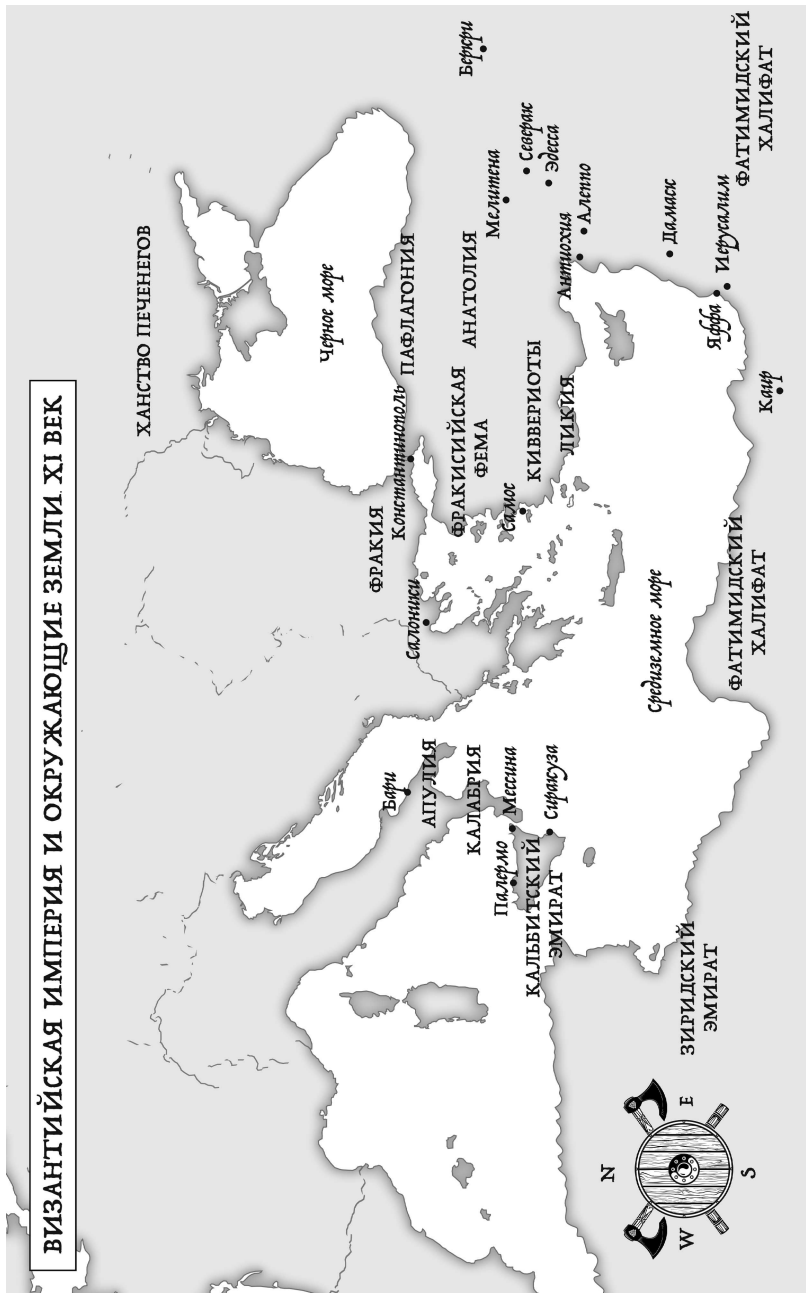 ВИЗАНТИЙСКАЯ ИМПЕРИЯ И ОКРУЖАЮЩИЕ ЗЕМЛИ XI ВЕК
ХАНСТВО ПЕЧЕНЕГОВ
Черное море
ФРАКИЯ
Константинополь
ПАФЛАГОНИЯ
Салоники
Бари
АПУЛИЯ
КАЛАБРИЯ
ФРАКИСИЙСКАЯ
ФЕМА
АНАТОЛИЯ
Беркри
Мелитена
Северак
Эдесса
Самос
КИВВЕРИОТЫ
ЛИКИЯ
Антиохия
Алеппо
Палермо
Мессина
Сиракуза
КАЛЬБИТСКИЙ
ЭМИРАТ
Средиземное море
Дамаск
Яффа
Иерусалим
ФАТИМИДСКИЙ
ХАЛИФАТ
Каир
ФАТИМИДСКИЙ
ХАЛИФАТ
ЗИРИДСКИЙ
ЭМИРАТ
N
W
E
S